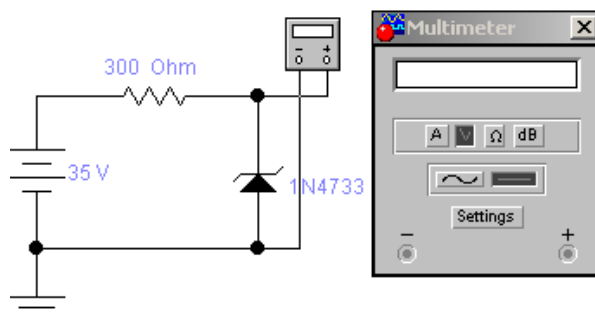 Multimeter
- +
300 Ohm
A V Ω dB
35 V
1N4733
Settings
- +